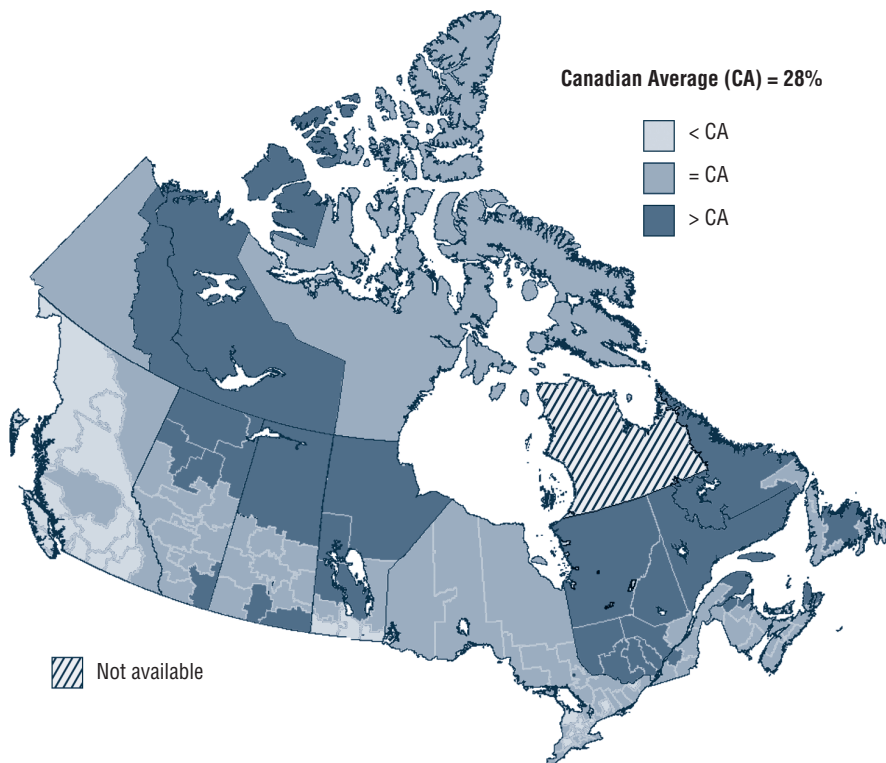 Canadian Average (CA) = 28%
< CA
= CA
> CA
Not available